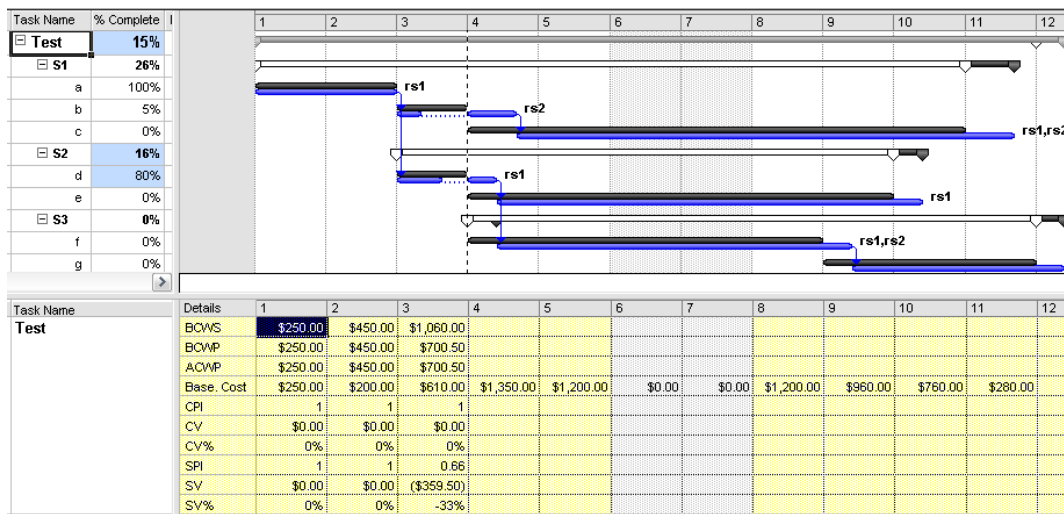 Task Name % Complete 1 2 3 4 5 6 7 8 9 10 11 12
Test 15%
S1 26%
a 100% rs1
b 5% rs2
c 0% rs1,rs2
S2 16%
d 80% rs1
e 0% rs1
S3 0%
f 0% rs1,rs2
g 0%
Task Name Details 1 2 3 4 5 6 7 8 9 10 11 12
Test BCWS $250.00 $450.00 $1,060.00
BCWP $250.00 $450.00 $700.50
ACWP $250.00 $450.00 $700.50
Base. Cost $250.00 $200.00 $610.00 $1,350.00 $1,200.00 $0.00 $0.00 $1,200.00 $960.00 $760.00 $280.00
CPI 1 1 1
CV $0.00 $0.00 $0.00
CV% 0% 0% 0%
SPI 1 1 0.66
SV $0.00 $0.00 ($359.50)
SV% 0% 0% -33%